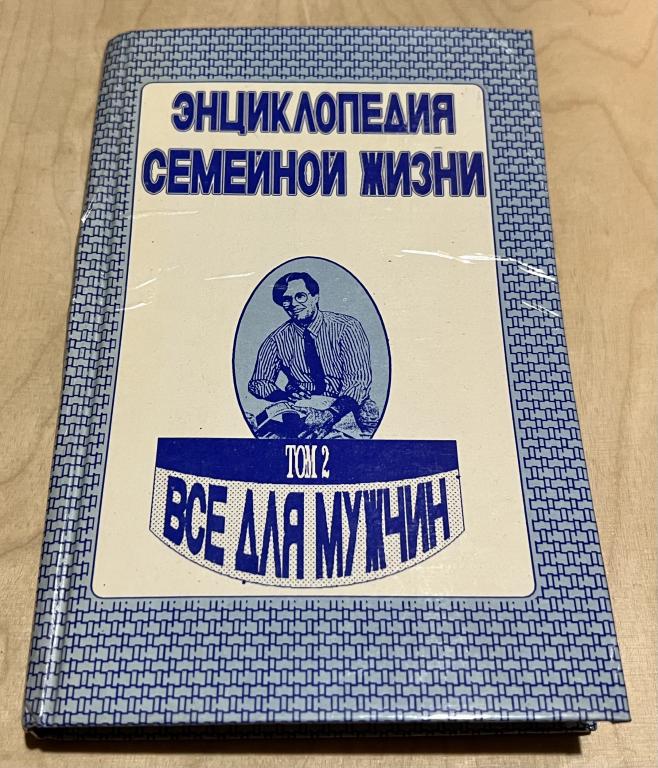 ЭНЦИКЛОПЕДИЯ
СЕМЕЙНОЙ ЖИЗНИ
ТОМ 2
ВСЕ ДЛЯ МУЖЧИН